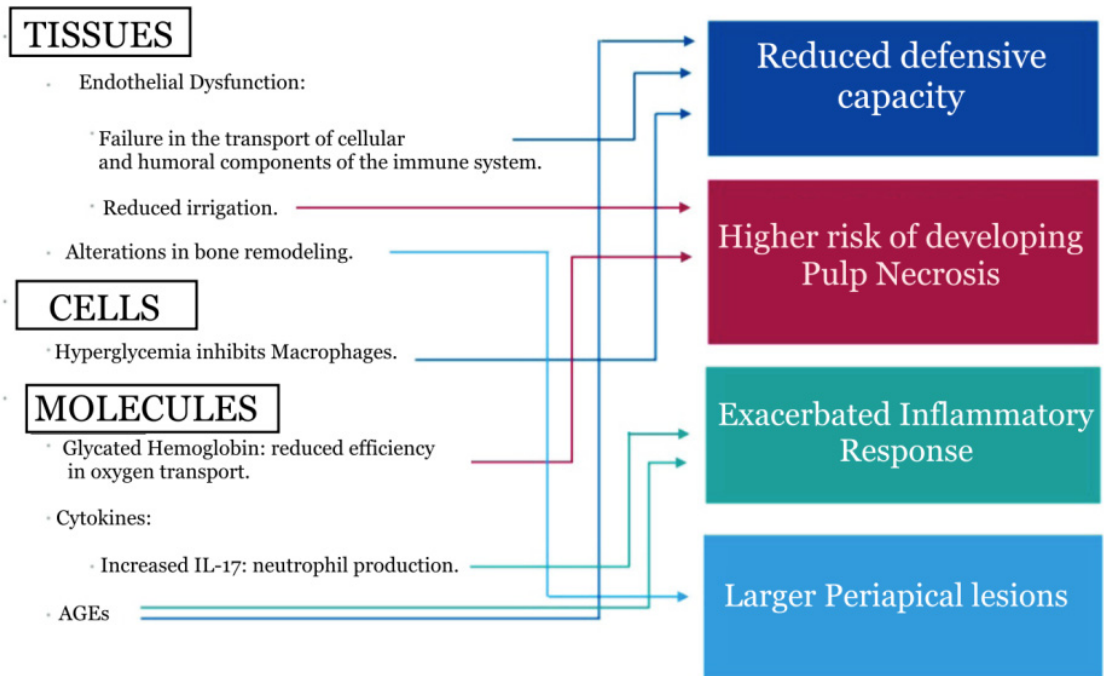 TISSUES
Endothelial Dysfunction:
Failure in the transport of cellular
and humoral components of the immune system.
Reduced irrigation.
Alterations in bone remodeling.
CELLS
Hyperglycemia inhibits Macrophages.
MOLECULES
Glycated Hemoglobin: reduced efficiency
in oxygen transport.
Cytokines:
Increased IL-17: neutrophil production.
AGEs
Reduced defensive
capacity
Higher risk of developing
Pulp Necrosis
Exacerbated Inflammatory
Response
Larger Periapical lesions